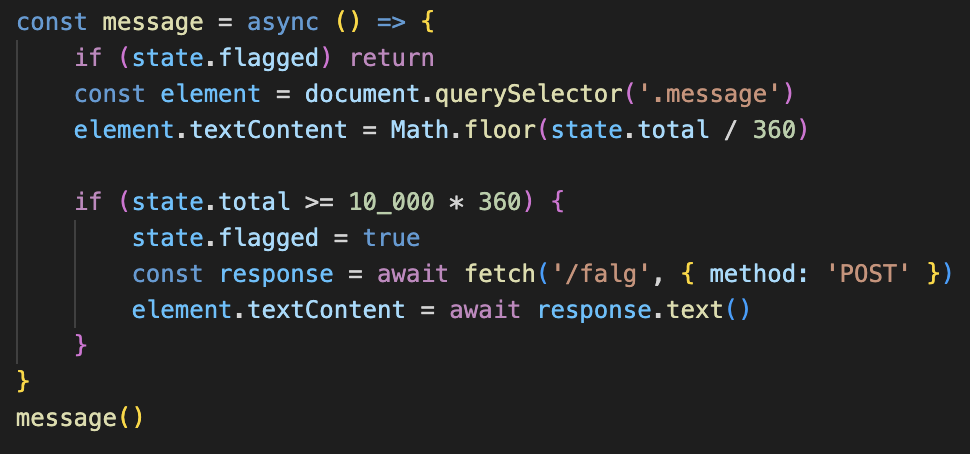 const message = async () => {
    if (state.flagged) return
    const element = document.querySelector('.message')
    element.textContent = Math.floor(state.total / 360)

    if (state.total >= 10_000 * 360) {
        state.flagged = true
        const response = await fetch('/falg', { method: 'POST' })
        element.textContent = await response.text()
    }
}
message()